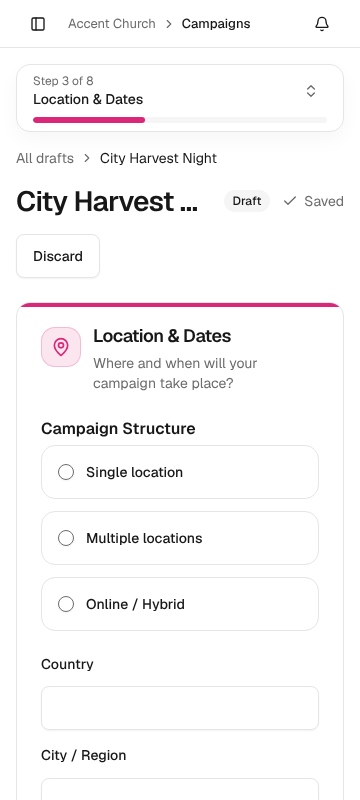 Accent Church > Campaigns
Step 3 of 8
Location & Dates
All drafts > City Harvest Night
City Harvest ... Draft Saved
Discard
Location & Dates
Where and when will your
campaign take place?
Campaign Structure
Single location
Multiple locations
Online / Hybrid
Country
City / Region